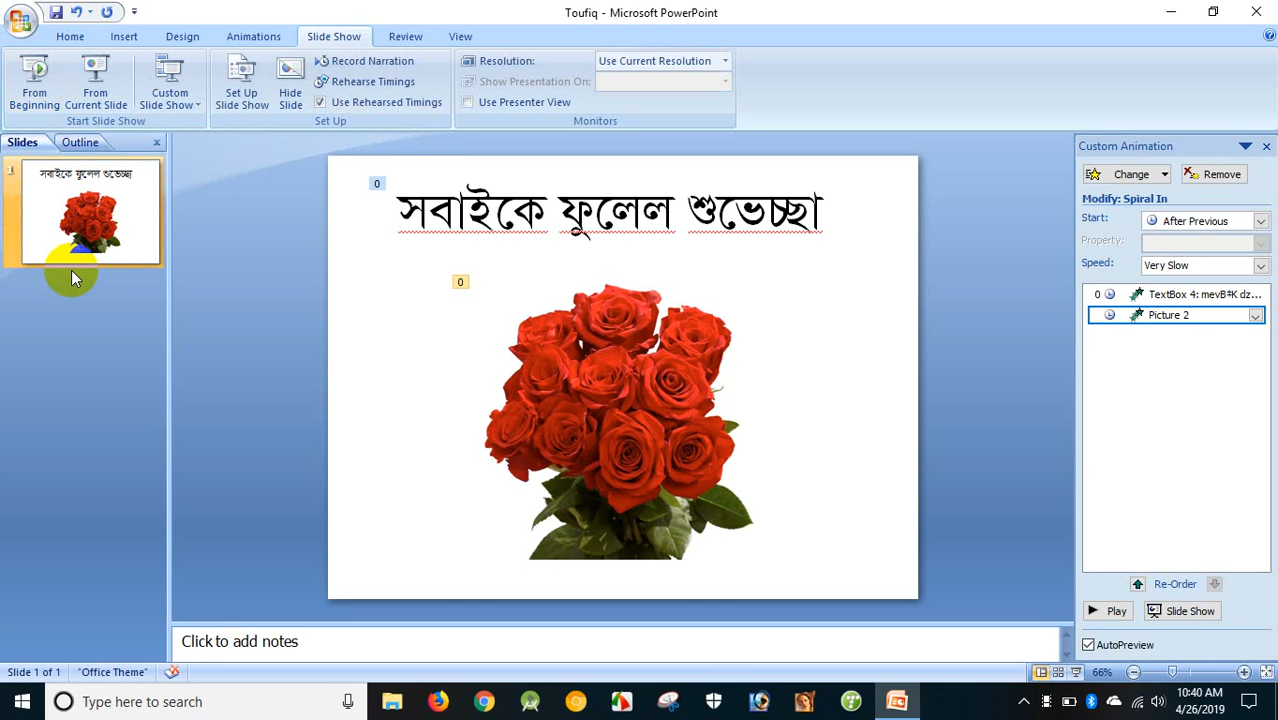 Toufiq - Microsoft PowerPoint
Home Insert Design Animations Slide Show Review View
From Beginning
From Current Slide
Custom Slide Show
Set Up Slide Show
Hide Slide
Record Narration
Rehearse Timings
Use Rehearsed Timings
Resolution: Use Current Resolution
Show Presentation On:
Use Presenter View
Start Slide Show Set Up Monitors
Slides Outline
1
সবাইকে ফুলেল শুভেচ্ছা
0
সবাইকে ফুলেল শুভেচ্ছা
0
Custom Animation
Change Remove
Modify: Spiral In
Start: After Previous
Property:
Speed: Very Slow
0 TextBox 4: mevB‡K dz...
Picture 2
Re-Order
Play Slide Show
AutoPreview
Click to add notes
Slide 1 of 1 "Office Theme" 66%
Type here to search
10:40 AM
4/26/2019